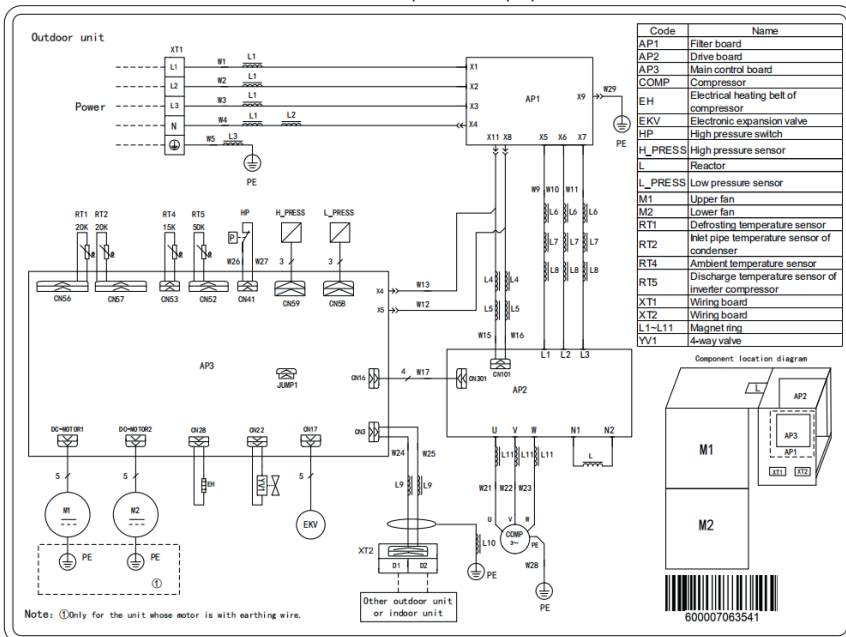 Outdoor unit
XT1
L1
L2
L3
N
Power
W1 L1
W2 L1
W3 L1
W4 L1 L2
W5 L3
PE
X1
X2
X3
X4
AP1
X9
W29
PE
X11 X8 X5 X6 X7
W9 W10 W11
L6 L6 L6
L7 L7 L7
L8 L8 L8
L4 L4
L5 L5
W15 W16
RT1 RT2 RT4 RT5 HP H_PRESS L_PRESS
20K 20K 15K 50K
P
W26 W27 3 3
CN56 CN57 CN53 CN52 CN41 CN59 CN58
X4 W13
X5 W12
AP3
JUMP1
CN16 4 W17 CN301
CN101
L1 L2 L3
AP2
U V W N1 N2
CN3
DC-MOTOR1 DC-MOTOR2 CN28 CN22 CN17
W24 W25
5 5 5
EH
YV1
M1 M2
EKV
PE PE
①
L9 L9
L10
PE
XT2
D1 D2
Other outdoor unit
or indoor unit
L11 L11 L11
L
W21 W22 W23
U V W
COMP
3~
PE
W28
PE
Note: ①Only for the unit whose motor is with earthing wire.
Code Name
AP1 Filter board
AP2 Drive board
AP3 Main control board
COMP Compressor
EH Electrical heating belt of
compressor
EKV Electronic expansion valve
HP High pressure switch
H_PRESS High pressure sensor
L Reactor
L_PRESS Low pressure sensor
M1 Upper fan
M2 Lower fan
RT1 Defrosting temperature sensor
RT2 Inlet pipe temperature sensor of
condenser
RT4 Ambient temperature sensor
RT5 Discharge temperature sensor of
inverter compressor
XT1 Wiring board
XT2 Wiring board
L1~L11 Magnet ring
YV1 4-way valve
Component location diagram
L
AP2
AP3
AP1
XT1 XT2
M1
M2
600007063541